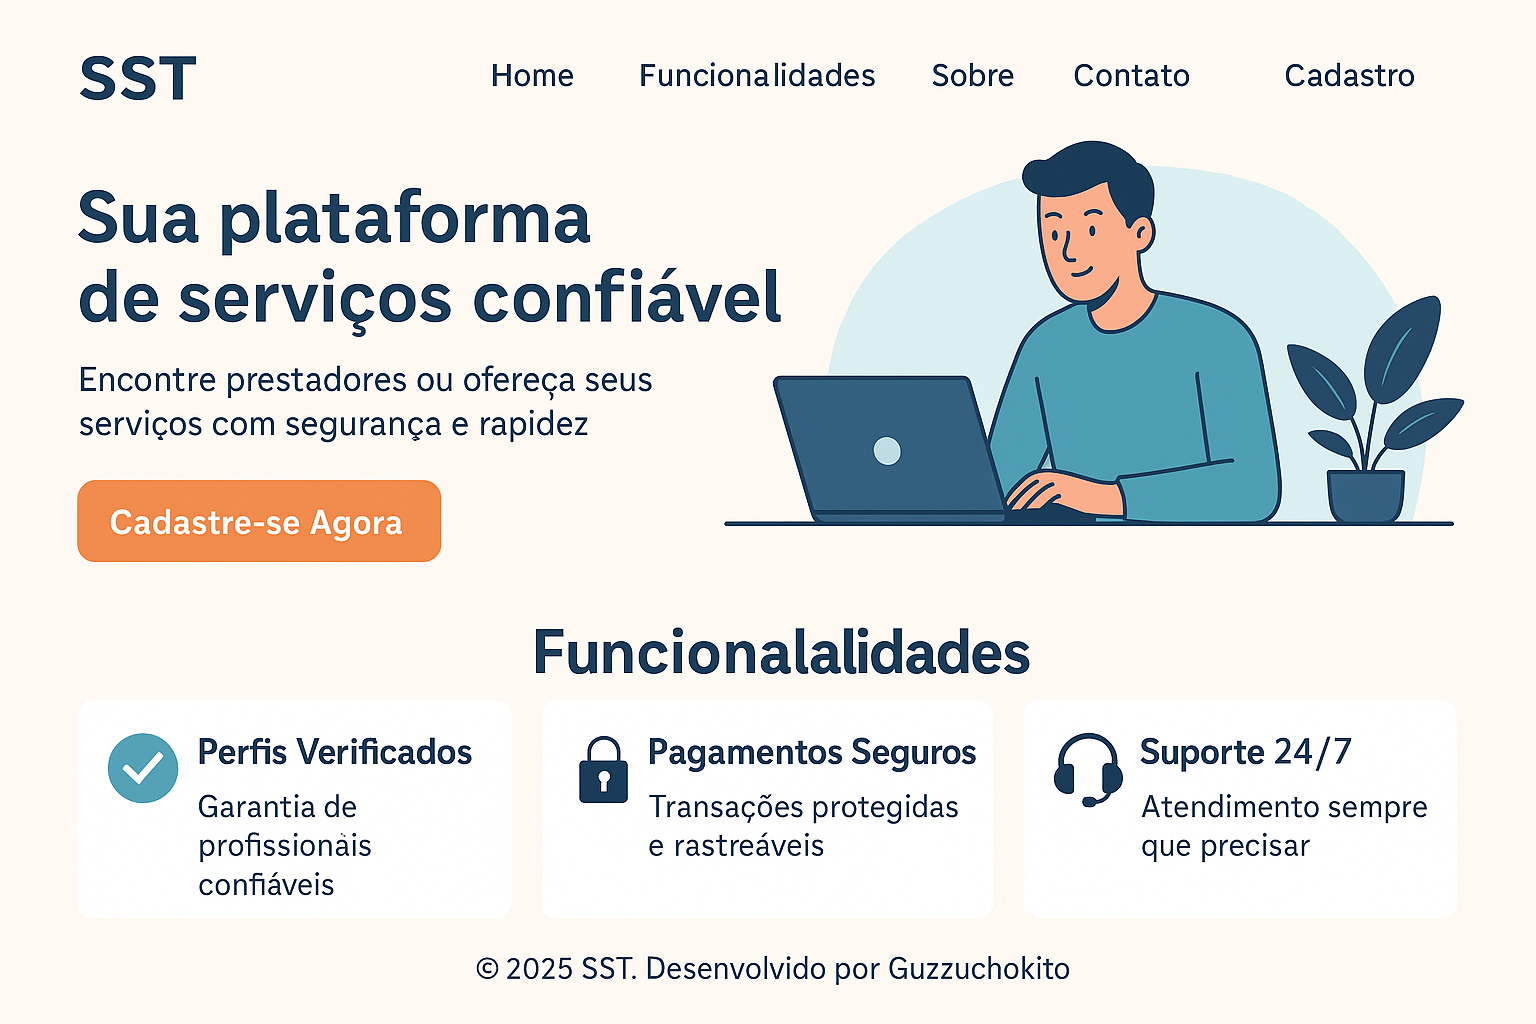 SST
Home Funcionalidades Sobre Contato Cadastro
Sua plataforma
de serviços confiável
Encontre prestadores ou ofereça seus
serviços com segurança e rapidez
Cadastre-se Agora
Funcionalalidades
Perfis Verificados
Garantia de
profissionais
confiáveis
Pagamentos Seguros
Transações protegidas
e rastreáveis
Suporte 24/7
Atendimento sempre
que precisar
© 2025 SST. Desenvolvido por Guzzuchokito